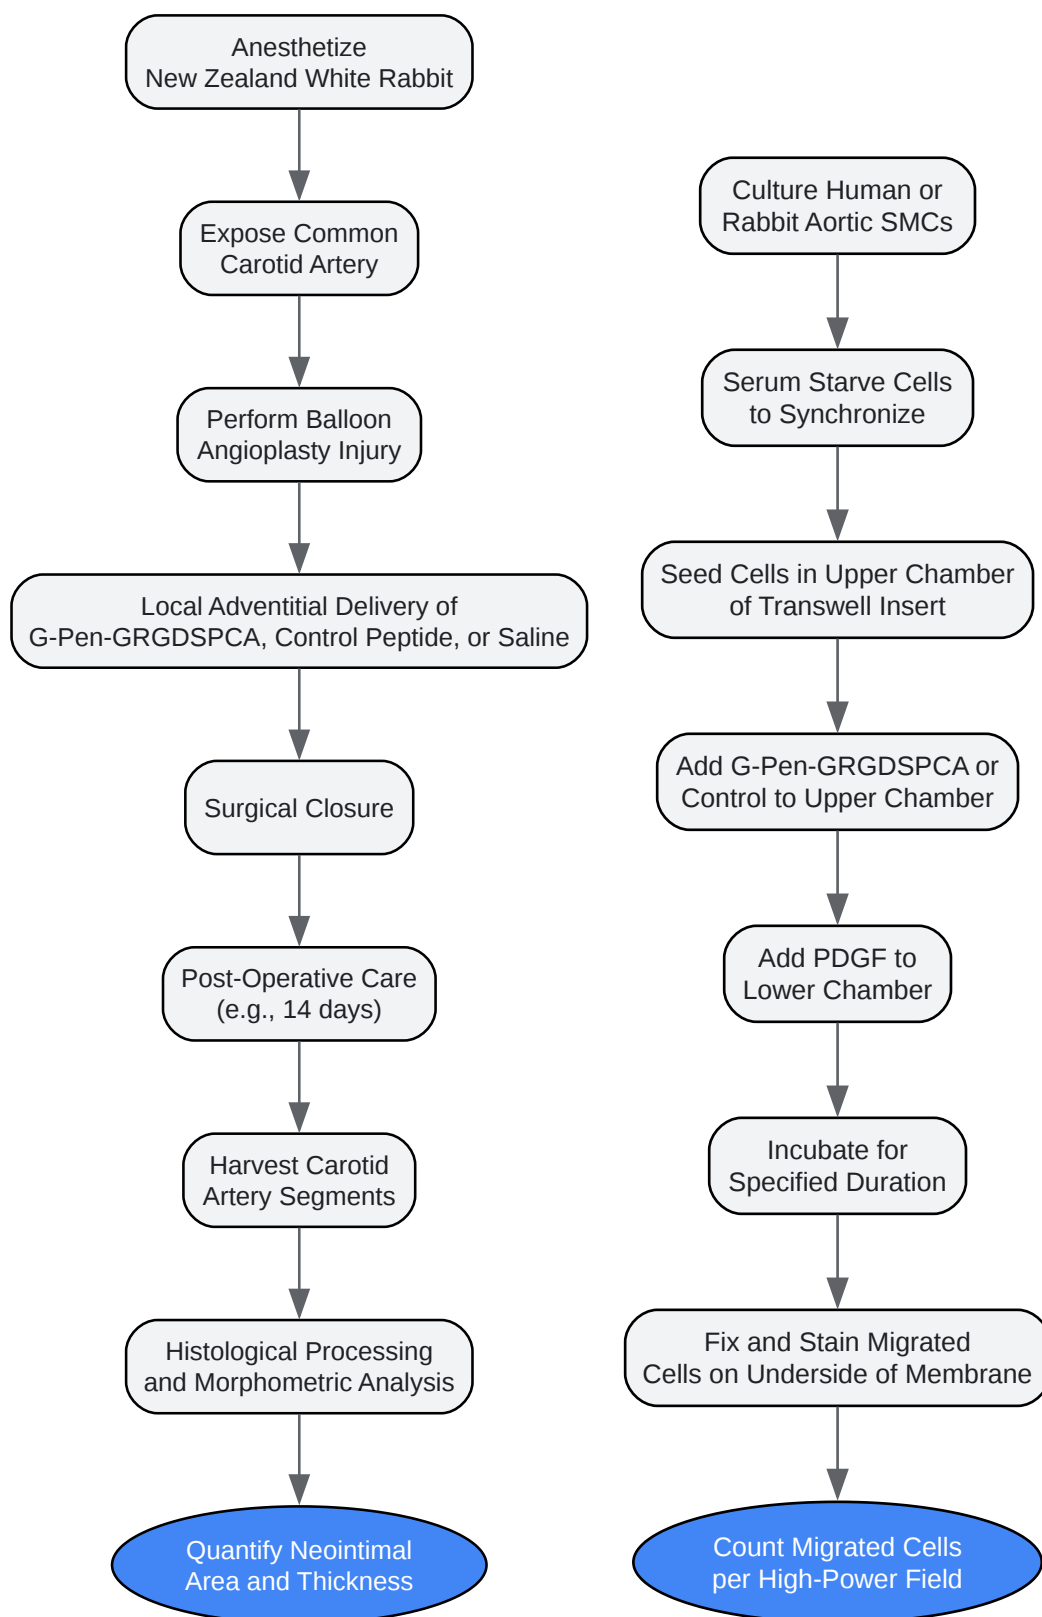 Anesthetize
New Zealand White Rabbit
Expose Common
Carotid Artery
Perform Balloon
Angioplasty Injury
Local Adventitial Delivery of
G-Pen-GRGDSPCA, Control Peptide, or Saline
Surgical Closure
Post-Operative Care
(e.g., 14 days)
Harvest Carotid
Artery Segments
Histological Processing
and Morphometric Analysis
Quantify Neointimal
Area and Thickness
Culture Human or
Rabbit Aortic SMCs
Serum Starve Cells
to Synchronize
Seed Cells in Upper Chamber
of Transwell Insert
Add G-Pen-GRGDSPCA or
Control to Upper Chamber
Add PDGF to
Lower Chamber
Incubate for
Specified Duration
Fix and Stain Migrated
Cells on Underside of Membrane
Count Migrated Cells
per High-Power Field